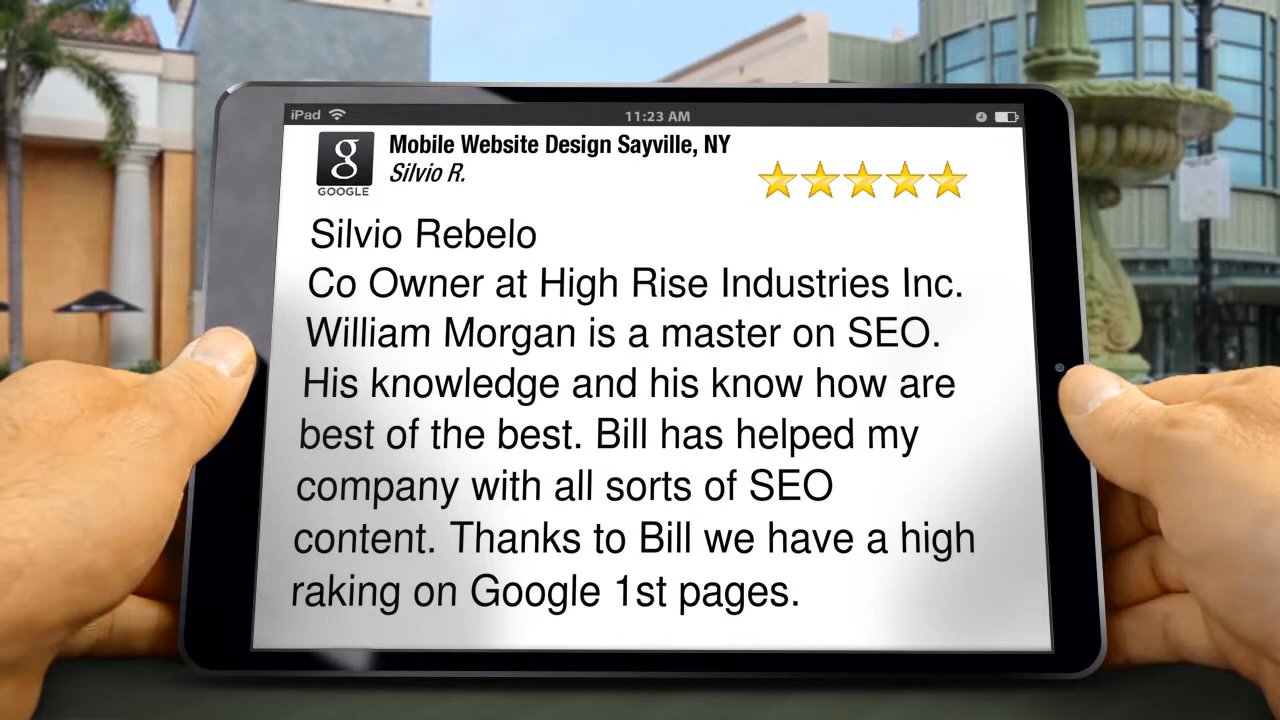 iPad 11:23 AM
g
GOOGLE
Mobile Website Design Sayville, NY
Silvio R.
Silvio Rebelo
Co Owner at High Rise Industries Inc.
William Morgan is a master on SEO.
His knowledge and his know how are
best of the best. Bill has helped my
company with all sorts of SEO
content. Thanks to Bill we have a high
raking on Google 1st pages.